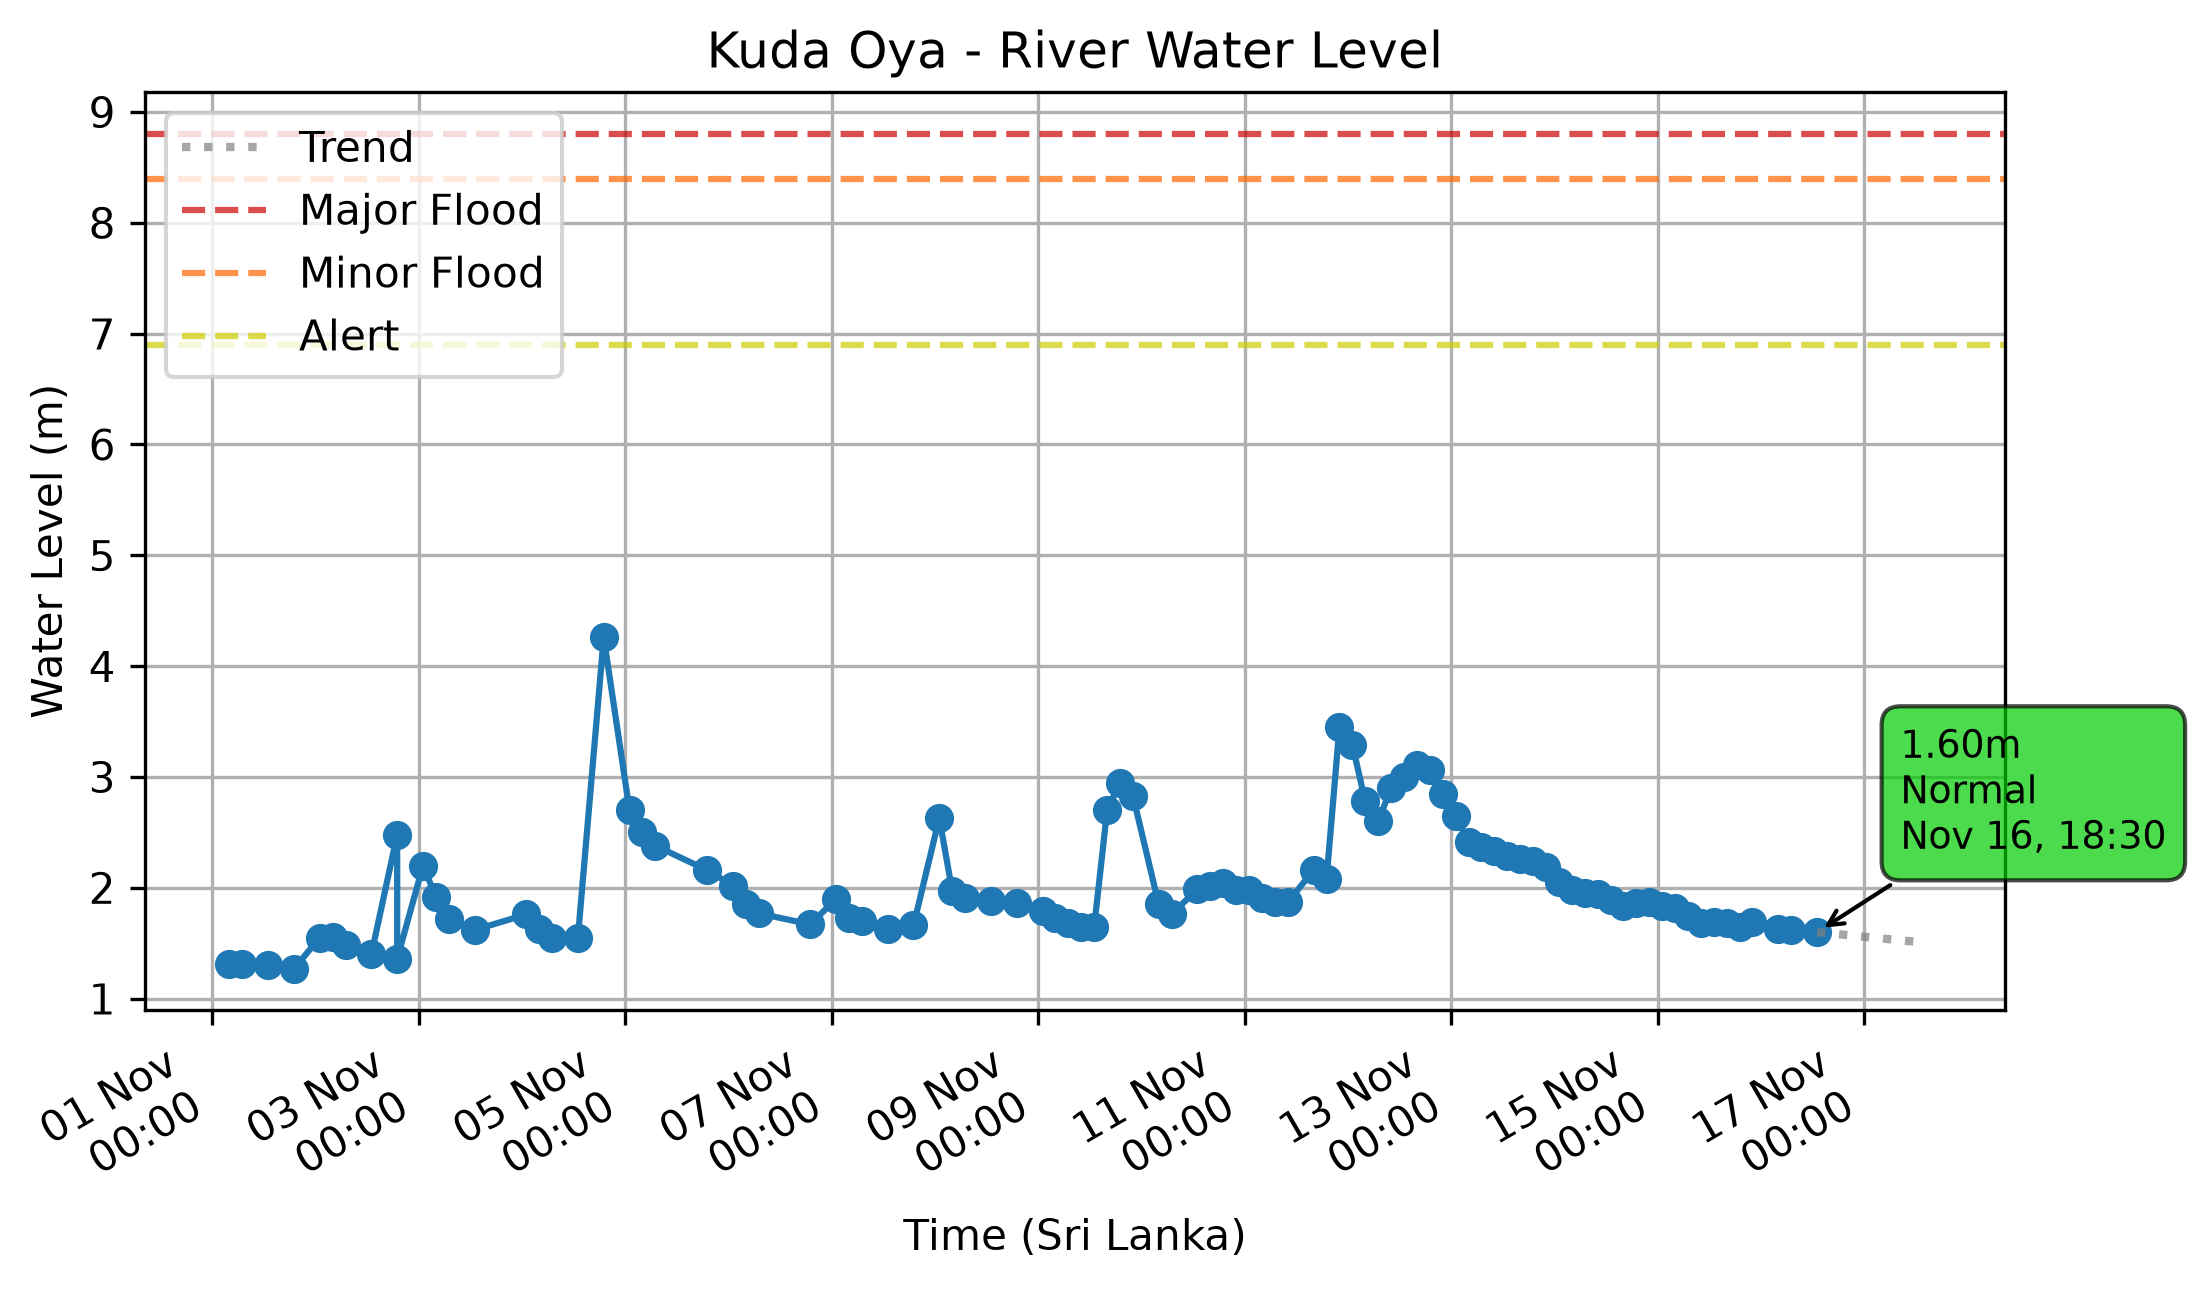 Kuda Oya - River Water Level
9
8
7
6
5
4
3
2
1
Water Level (m)
Trend
Major Flood
Minor Flood
Alert
1.60m
Normal
Nov 16, 18:30
01 Nov
00:00
03 Nov
00:00
05 Nov
00:00
07 Nov
00:00
09 Nov
00:00
11 Nov
00:00
13 Nov
00:00
15 Nov
00:00
17 Nov
00:00
Time (Sri Lanka)